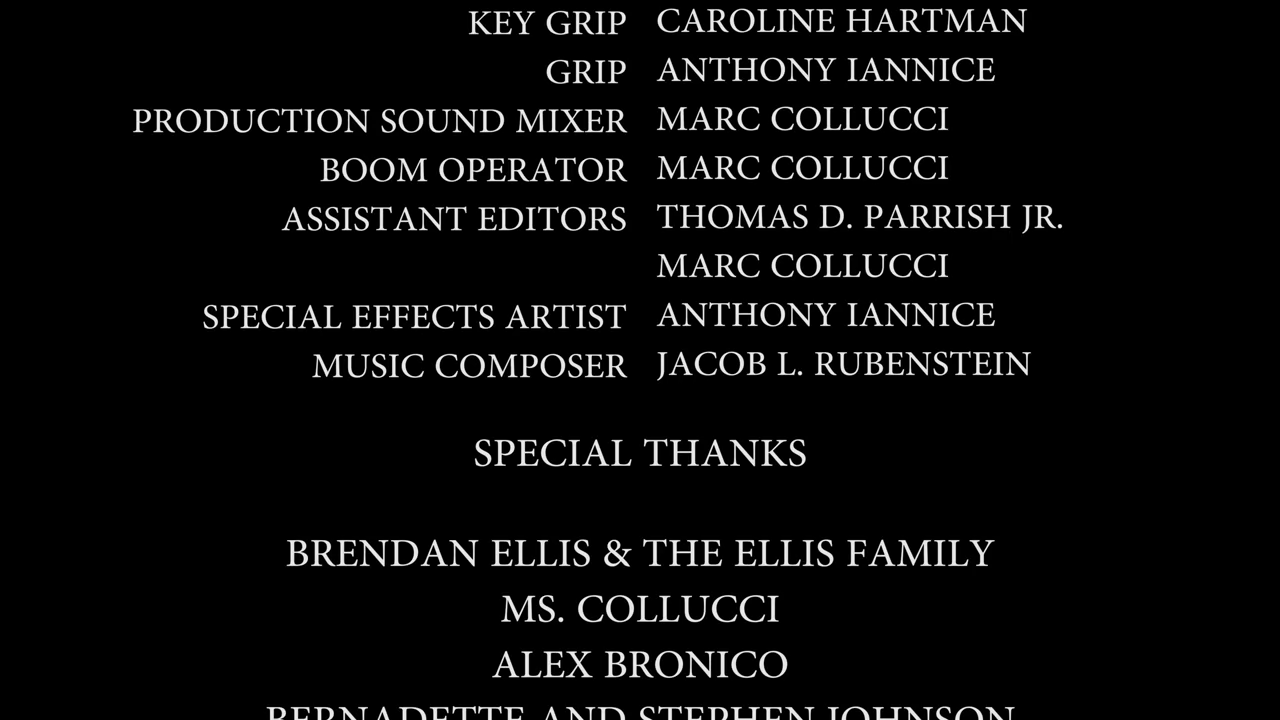 KEY GRIP CAROLINE HARTMAN
GRIP ANTHONY IANNICE
PRODUCTION SOUND MIXER MARC COLLUCCI
BOOM OPERATOR MARC COLLUCCI
ASSISTANT EDITORS THOMAS D. PARRISH JR.
MARC COLLUCCI
SPECIAL EFFECTS ARTIST ANTHONY IANNICE
MUSIC COMPOSER JACOB L. RUBENSTEIN
SPECIAL THANKS
BRENDAN ELLIS & THE ELLIS FAMILY
MS. COLLUCCI
ALEX BRONICO
BERNADETTE AND STEPHEN JOHNSON